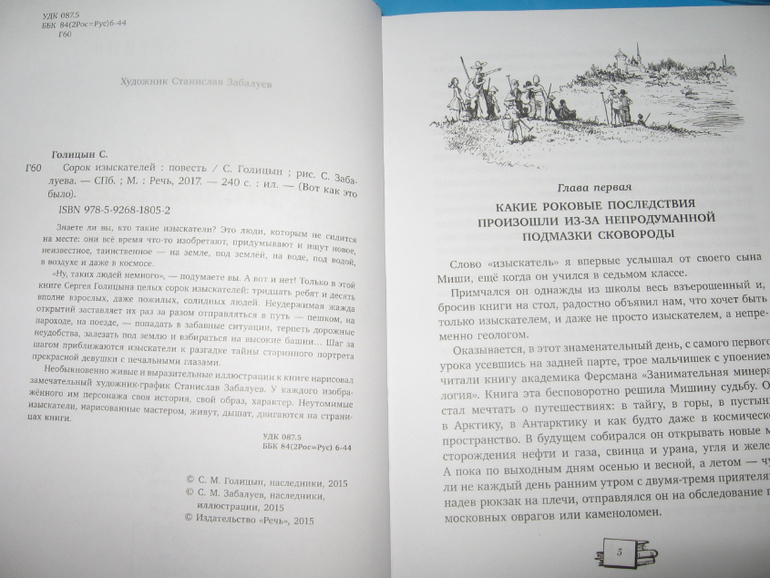 УДК 087.5
ББК 84(2Рос=Рус)6-44
Г60
Художник Станислав Забалуев
Голицын С.
Г60 Сорок изыскателей : повесть / С. Голицын ; рис. С. Заба-
луева. — СПб. ; М. : Речь, 2017. — 240 с. : ил. — (Вот как это
было).
ISBN 978-5-9268-1805-2
Знаете ли вы, кто такие изыскатели? Это люди, которым не сидится
на месте: они всё время что-то изобретают, придумывают и ищут новое,
неизвестное, таинственное — на земле, под землей, на воде, под водой,
в воздухе и даже в космосе.
«Ну, таких людей немного», — подумаете вы. А вот и нет! Только в этой
книге Сергея Голицына целых сорок изыскателей: тридцать ребят и десять
вполне взрослых, даже пожилых, солидных людей. Неудержимая жажда
открытий заставляет их раз за разом отправляться в путь — пешком, на
пароходе, на поезде, — попадать в забавные ситуации, терпеть дорожные
неудобства, залезать под землю и взбираться на высокие башни... Шаг за
шагом приближаются изыскатели к разгадке тайны старинного портрета
прекрасной девушки с печальными глазами.
Необыкновенно живые и выразительные иллюстрации к книге нарисовал
замечательный художник-график Станислав Забалуев. У каждого изобра-
жённого им персонажа своя история, свой образ, характер. Неутомимые
изыскатели, нарисованные мастером, живут, дышат, двигаются на страни-
цах книги.
УДК 087.5
ББК 84(2Рос=Рус) 6-44
© С. М. Голицын, наследники, 2015
© С. М. Забалуев, наследники,
иллюстрации, 2015
© Издательство «Речь», 2015
Глава первая
КАКИЕ РОКОВЫЕ ПОСЛЕДСТВИЯ
ПРОИЗОШЛИ ИЗ-ЗА НЕПРОДУМАННОЙ
ПОДМАЗКИ СКОВОРОДЫ
Слово «изыскатель» я впервые услышал от своего сына
Миши, ещё когда он учился в седьмом классе.
Примчался он однажды из школы весь взъерошенный и,
бросив книги на стол, радостно объявил нам, что хочет быть
только изыскателем, и даже не просто изыскателем, а непре-
менно геологом.
Оказывается, в этот знаменательный день, с самого первого
урока усевшись на задней парте, трое мальчишек с упоением
читали книгу академика Ферсмана «Занимательная минера
логия». Книга эта бесповоротно решила Мишину судьбу. О
стал мечтать о путешествиях: в тайгу, в горы, в пустын
в Арктику, в Антарктику и как будто даже в космическо
пространство. В будущем собирался он открывать новые м
сторождения нефти и газа, свинца и урана, угля и желе
А пока по выходным дням осенью и весной, а летом — чу
ли не каждый день ранним утром с двумя-тремя приятеля
надев рюкзак на плечи, отправлялся он на обследование п
московных оврагов или каменоломен.
5